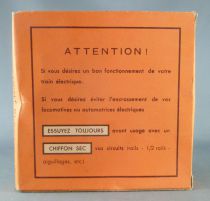 ATTENTION !
Si vous désirez un bon fonctionnement de votre
train électrique.
Si vous désirez éviter l'encrassement de vos
locomotives ou automotrices électriques
ESSUYEZ TOUJOURS avant usage avec un
CHIFFON SEC vos circuits (rails - 1/2 rails -
aiguillages, etc.)